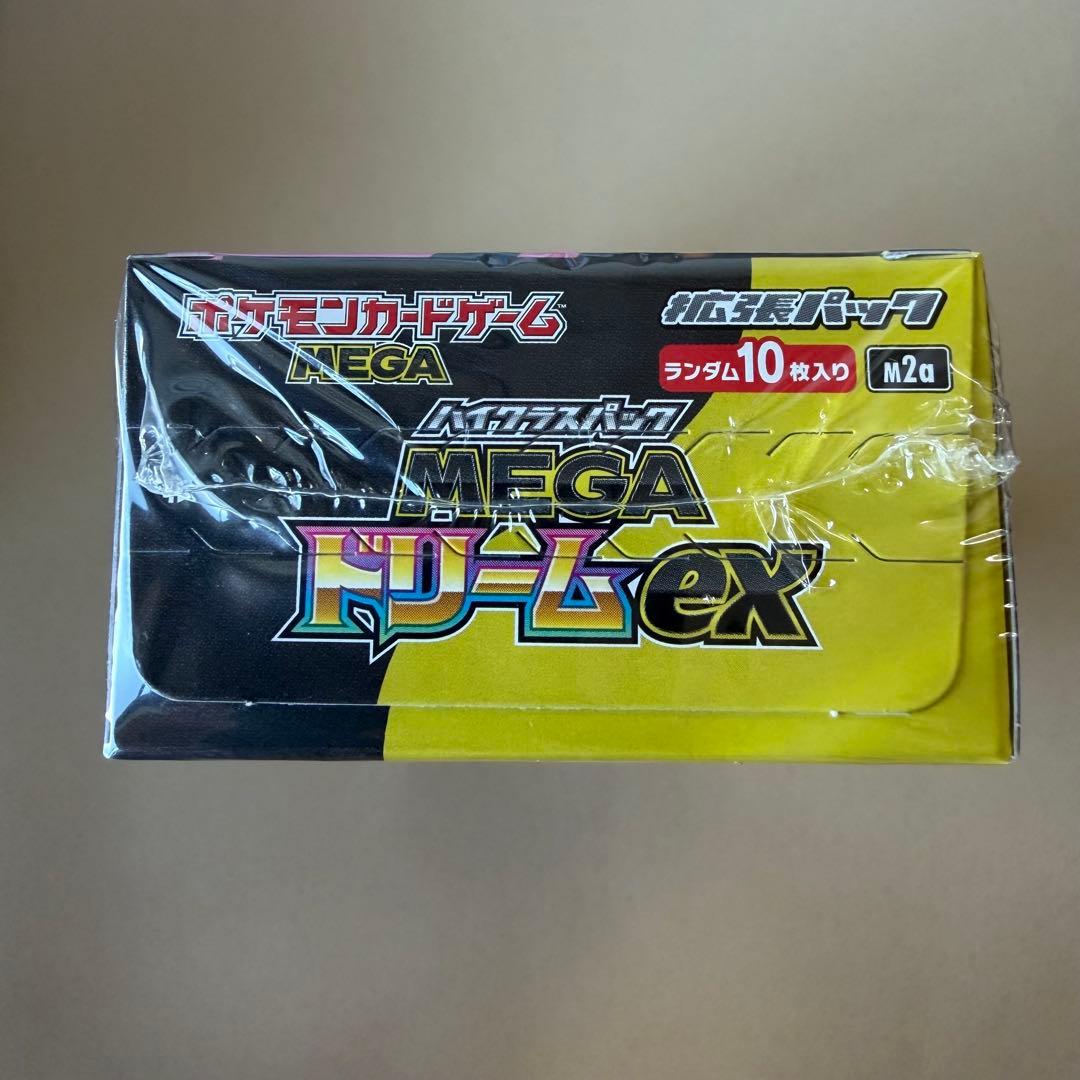 ポケモンカードゲーム™
MEGA
拡張パック
ランダム10枚入り
M2a
ハイクラスパック
MEGA
ドリームex